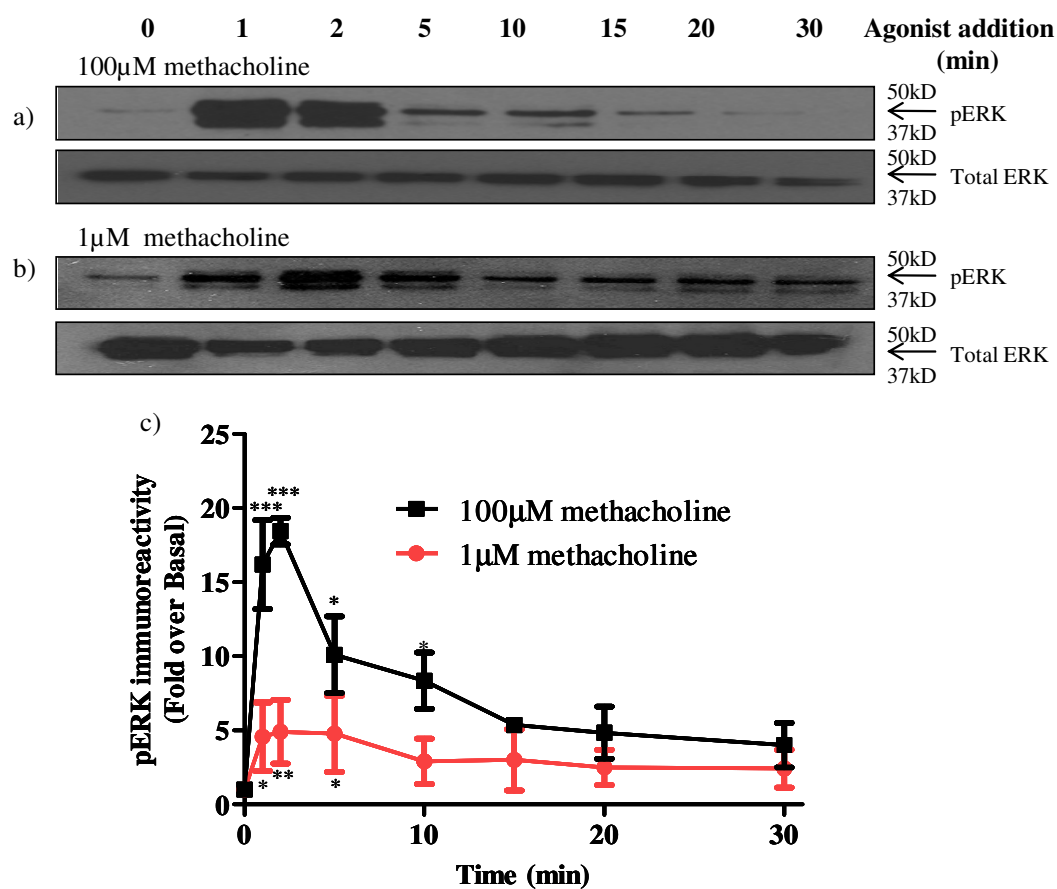 0 1 2 5 10 15 20 30 Agonist addition
(min)
100µM methacholine
a)
50kD
pERK
37kD
50kD
Total ERK
37kD
1µM methacholine
b)
50kD
pERK
37kD
50kD
Total ERK
37kD
c)
pERK immunoreactivity
(Fold over Basal)
25
20
15
10
5
0
***
***
*
*
*
**
*
100µM methacholine
1µM methacholine
0 10 20 30
Time (min)